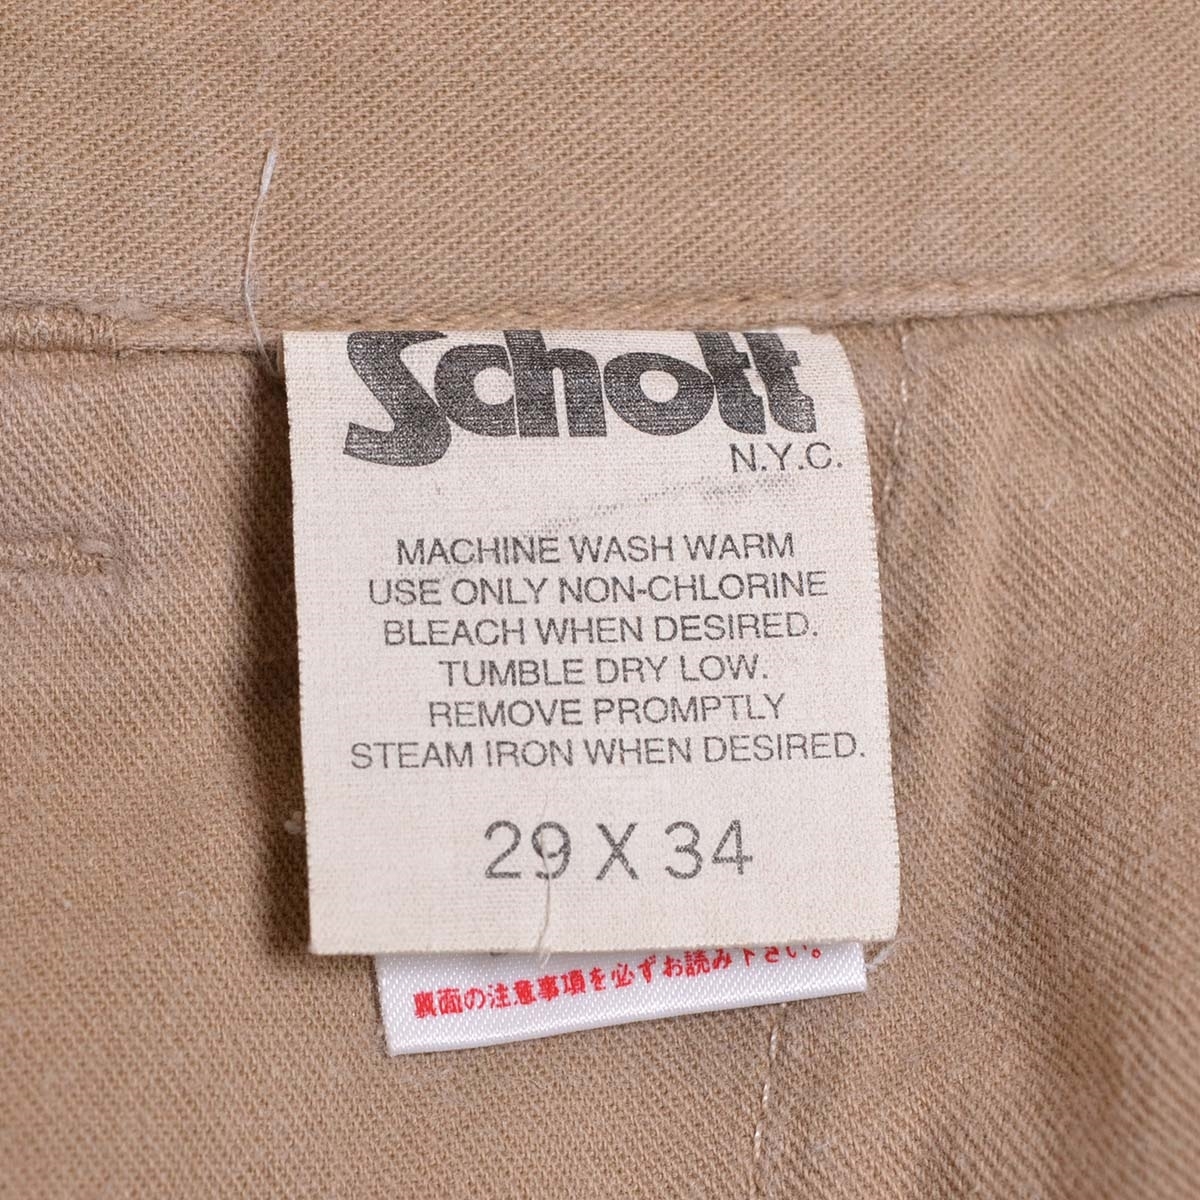 Schott
N.Y.C.
MACHINE WASH WARM
USE ONLY NON-CHLORINE
BLEACH WHEN DESIRED.
TUMBLE DRY LOW.
REMOVE PROMPTLY
STEAM IRON WHEN DESIRED.
29 X 34
裏面の注意事項を必ずお読み下さい。